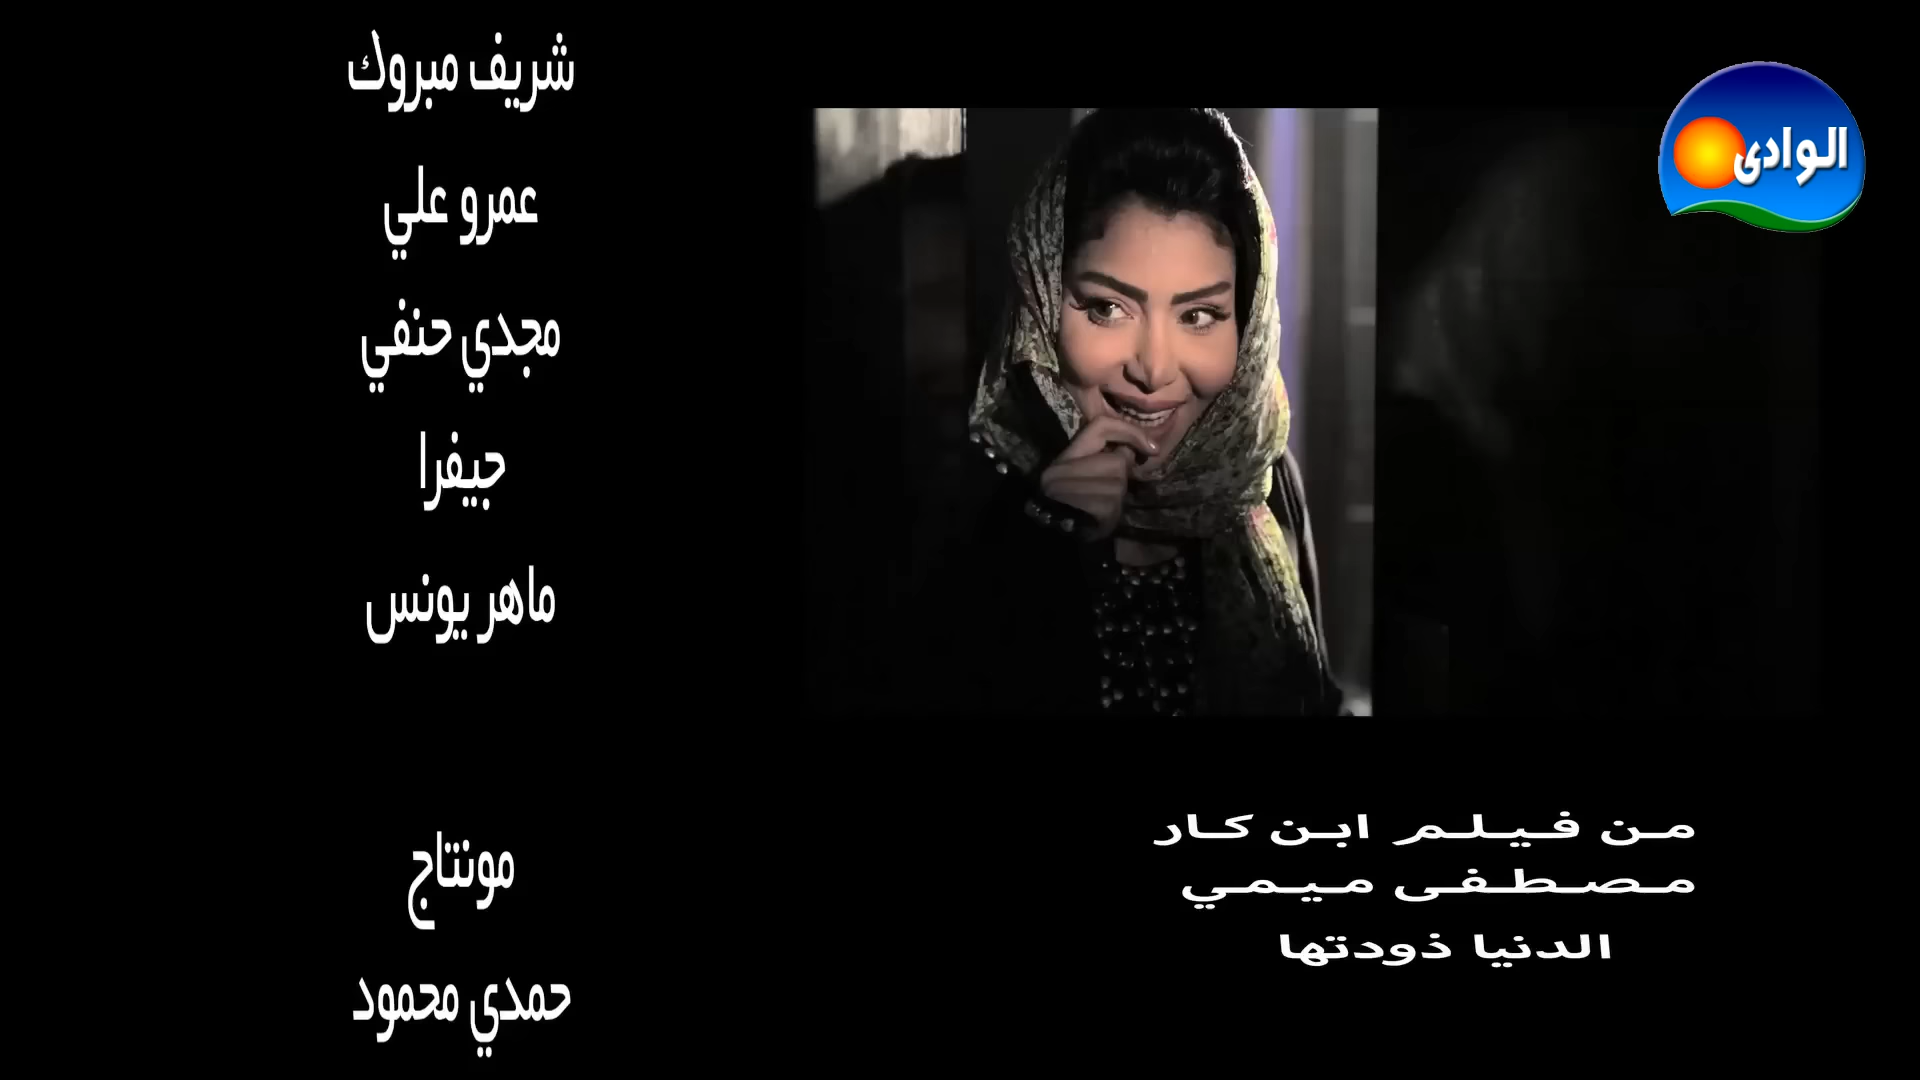 شريف مبروك
عمرو علي
مجدي حنفي
جيفرا
ماهر يونس
مونتاج
حمدي محمود
الوادى
من فيلم ابن كار
مصطفى ميمي
الدنيا ذودتها